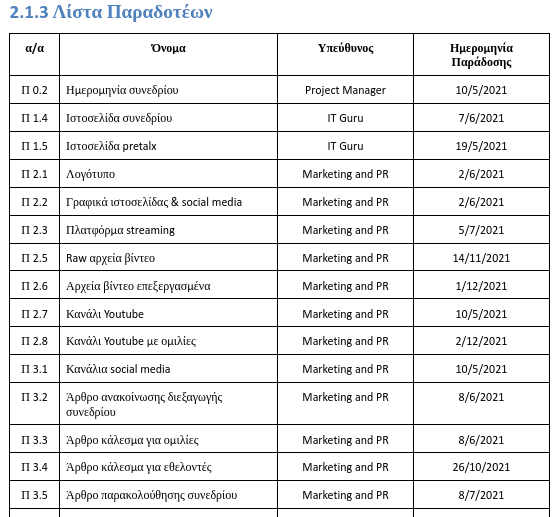 2.1.3 Λίστα Παραδοτέων
α/α Όνομα Υπεύθυνος Ημερομηνία
Παράδοσης
Π 0.2 Ημερομηνία συνεδρίου Project Manager 10/5/2021
Π 1.4 Ιστοσελίδα συνεδρίου IT Guru 7/6/2021
Π 1.5 Ιστοσελίδα pretalx IT Guru 19/5/2021
Π 2.1 Λογότυπο Marketing and PR 2/6/2021
Π 2.2 Γραφικά ιστοσελίδας & social media Marketing and PR 2/6/2021
Π 2.3 Πλατφόρμα streaming Marketing and PR 5/7/2021
Π 2.5 Raw αρχεία βίντεο Marketing and PR 14/11/2021
Π 2.6 Αρχεία βίντεο επεξεργασμένα Marketing and PR 1/12/2021
Π 2.7 Κανάλι Youtube Marketing and PR 10/5/2021
Π 2.8 Κανάλι Youtube με ομιλίες Marketing and PR 2/12/2021
Π 3.1 Κανάλια social media Marketing and PR 10/5/2021
Π 3.2 Άρθρο ανακοίνωσης διεξαγωγής Marketing and PR 8/6/2021
συνεδρίου
Π 3.3 Άρθρο κάλεσμα για ομιλίες Marketing and PR 8/6/2021
Π 3.4 Άρθρο κάλεσμα για εθελοντές Marketing and PR 26/10/2021
Π 3.5 Άρθρο παρακολούθησης συνεδρίου Marketing and PR 8/7/2021